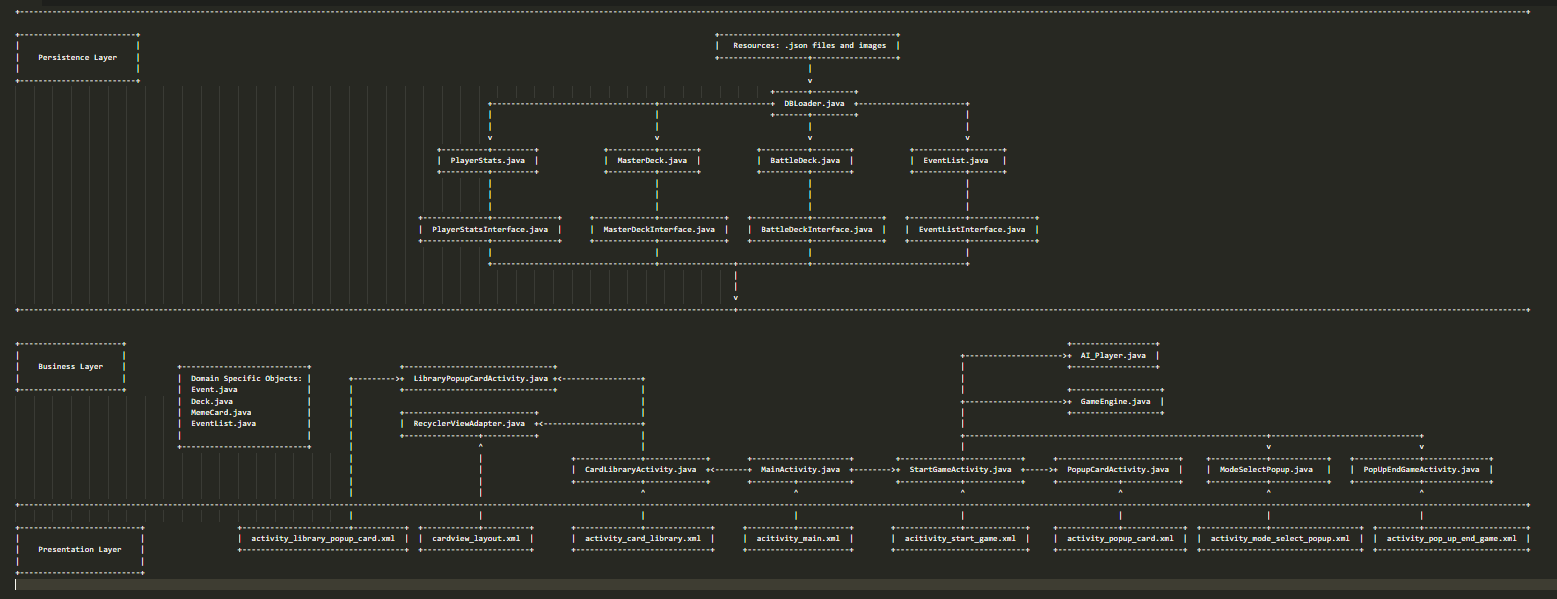 Persistence Layer
Resources: .json files and images
DBLoader.java
PlayerStats.java
MasterDeck.java
BattleDeck.java
EventList.java
PlayerStatsInterface.java
MasterDeckInterface.java
BattleDeckInterface.java
EventListInterface.java
Business Layer
Domain Specific Objects:
Event.java
Deck.java
MemeCard.java
EventList.java
LibraryPopupCardActivity.java
RecyclerViewAdapter.java
AI_Player.java
GameEngine.java
CardLibraryActivity.java
MainActivity.java
StartGameActivity.java
PopupCardActivity.java
ModeSelectPopup.java
PopUpEndGameActivity.java
Presentation Layer
activity_library_popup_card.xml
cardview_layout.xml
activity_card_library.xml
acitivity_main.xml
acitivity_start_game.xml
activity_popup_card.xml
activity_mode_select_popup.xml
activity_pop_up_end_game.xml